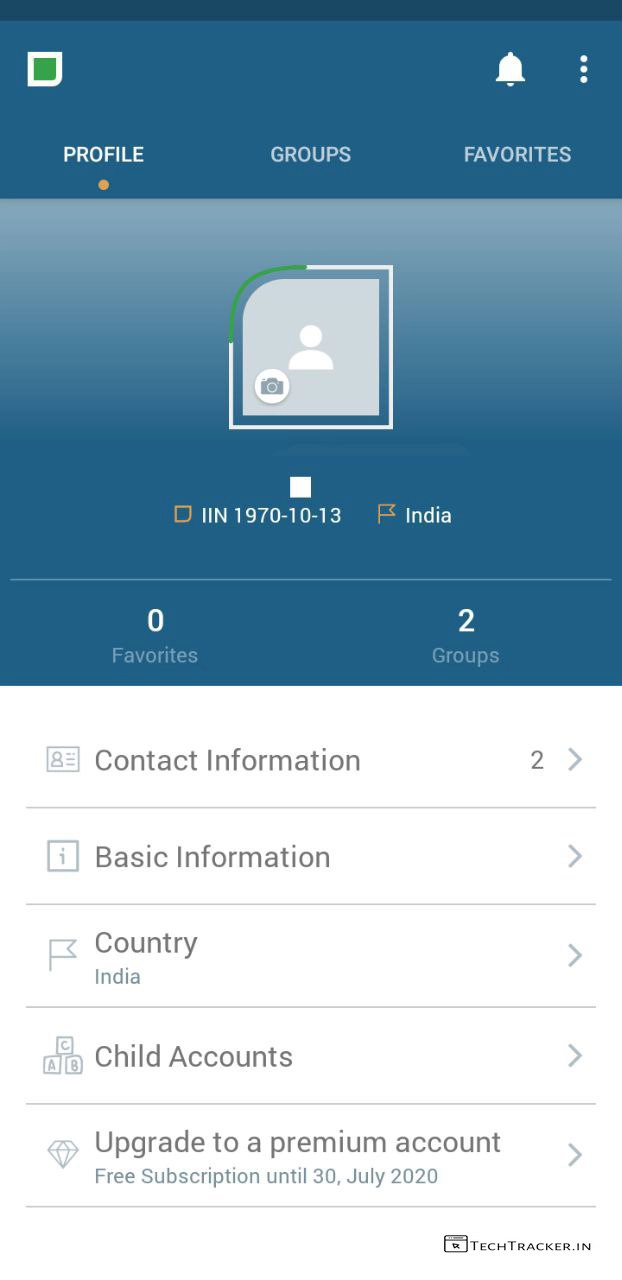 PROFILE GROUPS FAVORITES
IIN 1970-10-13 India
0 2
Favorites Groups
Contact Information 2
Basic Information
Country
India
C
A B
Child Accounts
Upgrade to a premium account
Free Subscription until 30, July 2020
TECHTRACKER.IN